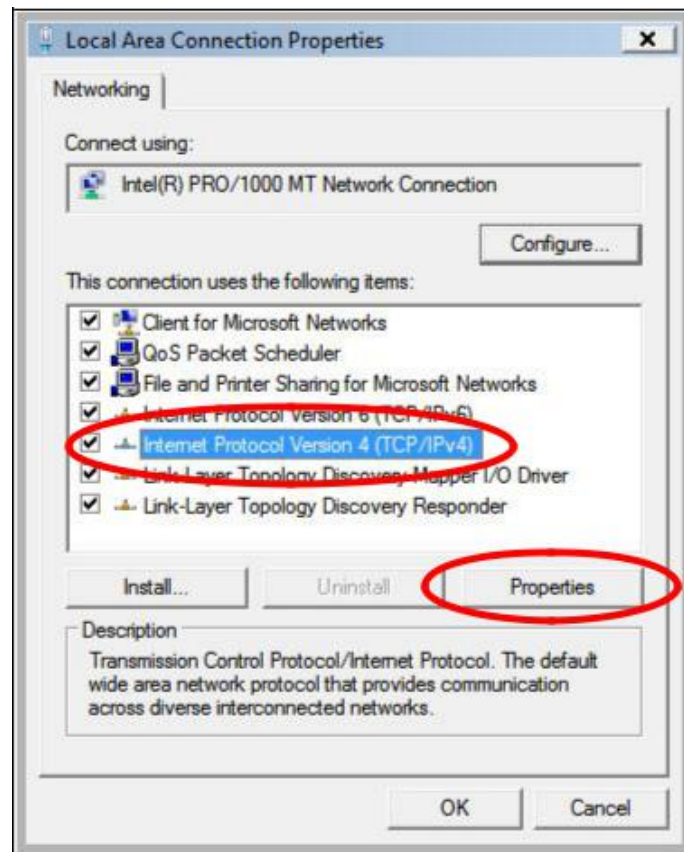 Local Area Connection Properties
Networking
Connect using:
Intel(R) PRO/1000 MT Network Connection
Configure...
This connection uses the following items:
Client for Microsoft Networks
QoS Packet Scheduler
File and Printer Sharing for Microsoft Networks
Internet Protocol Version 6 (TCP/IPv6)
Internet Protocol Version 4 (TCP/IPv4)
Link-Layer Topology Discovery Mapper I/O Driver
Link-Layer Topology Discovery Responder
Install... Uninstall Properties
Description
Transmission Control Protocol/Internet Protocol. The default
wide area network protocol that provides communication
across diverse interconnected networks.
OK Cancel